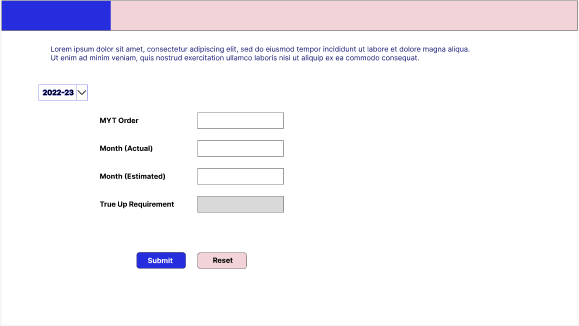 Lorem ipsum dolor sit amet, consectetur adipiscing elit, sed do eiusmod tempor incididunt ut labore et dolore magna aliqua.
Ut enim ad minim veniam, quis nostrud exercitation ullamco laboris nisi ut aliquip ex ea commodo consequat.
2022-23
MYT Order
Month (Actual)
Month (Estimated)
True Up Requirement
Submit Reset